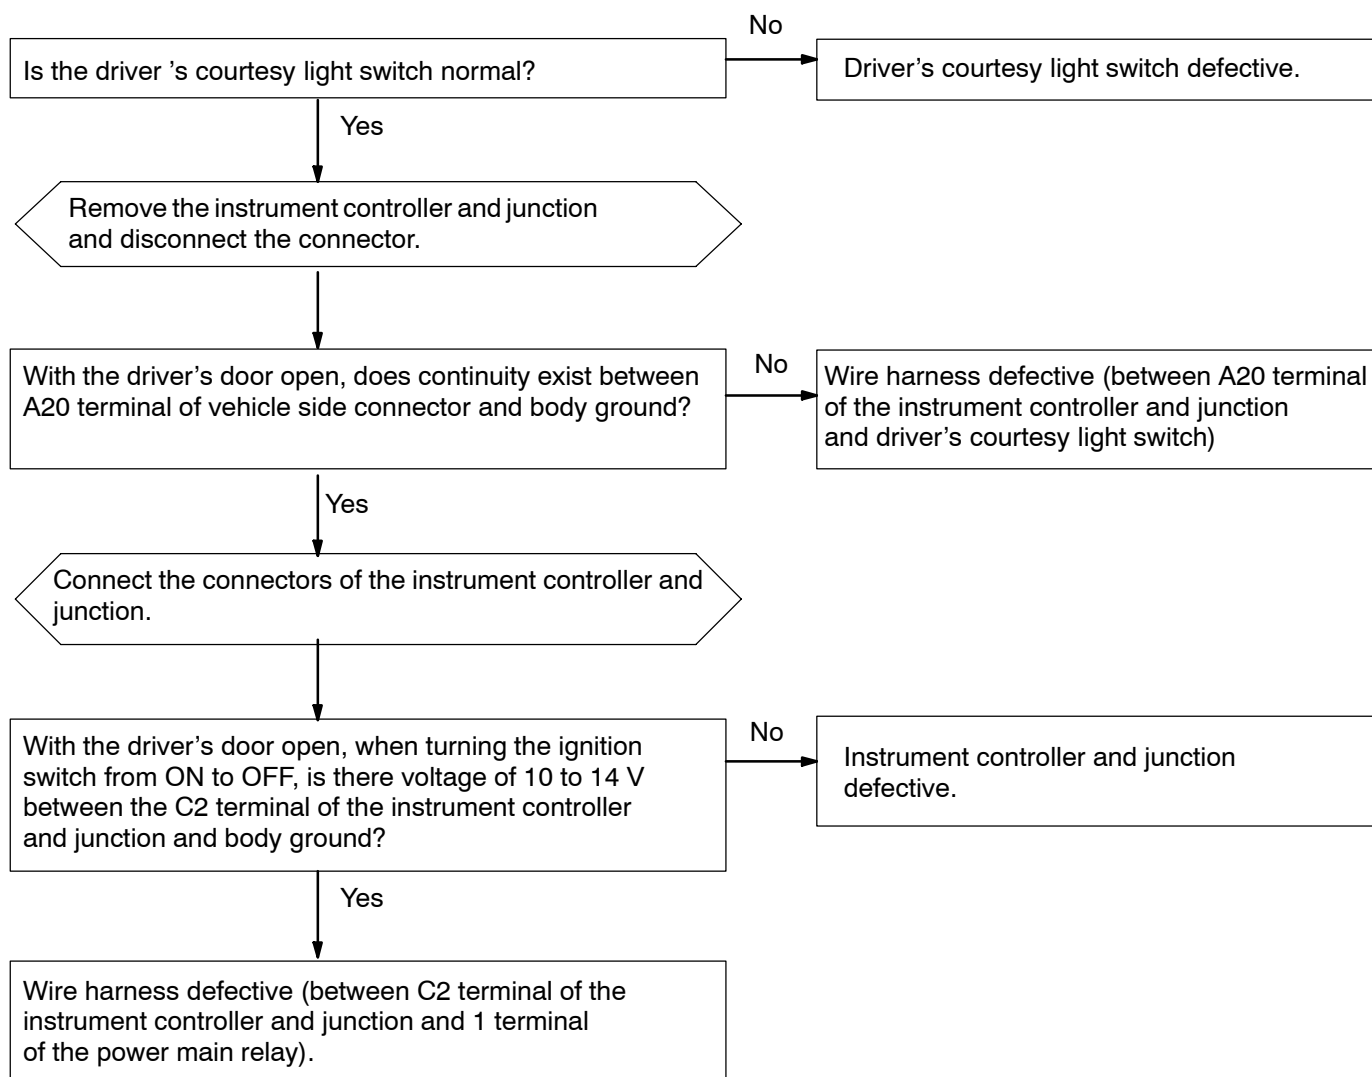 No
Is the driver 's courtesy light switch normal?
Driver's courtesy light switch defective.
Yes
Remove the instrument controller and junction
and disconnect the connector.
With the driver's door open, does continuity exist between
A20 terminal of vehicle side connector and body ground?
No
Wire harness defective (between A20 terminal
of the instrument controller and junction
and driver's courtesy light switch)
Yes
Connect the connectors of the instrument controller and
junction.
With the driver's door open, when turning the ignition
switch from ON to OFF, is there voltage of 10 to 14 V
between the C2 terminal of the instrument controller
and junction and body ground?
No
Instrument controller and junction
defective.
Yes
Wire harness defective (between C2 terminal of the
instrument controller and junction and 1 terminal
of the power main relay).